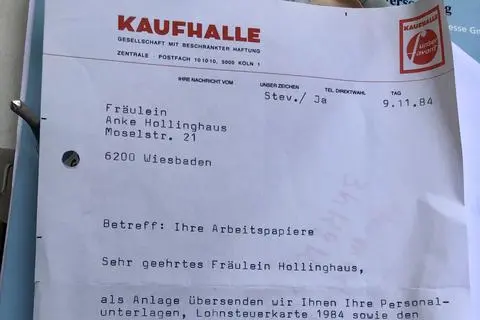 KAUFHALLE
GESELLSCHAFT MIT BESCHRÄNKTER HAFTUNG
ZENTRALE · POSTFACH 101010, 5000 KÖLN 1
KAUFHALLE
favorit
IHRE NACHRICHT VOM
UNSER ZEICHEN
TEL. DIREKTWAHL
TAG
Stev./ Ja
9.11.84
Fräulein
Anke Hollinghaus
Moselstr. 21
6200 Wiesbaden
Betreff: Ihre Arbeitspapiere
Sehr geehrtes Fräulein Hollinghaus,
als Anlage übersenden wir Ihnen Ihre Personal-
unterlagen, Lohnsteuerkarte 1984 sowie den